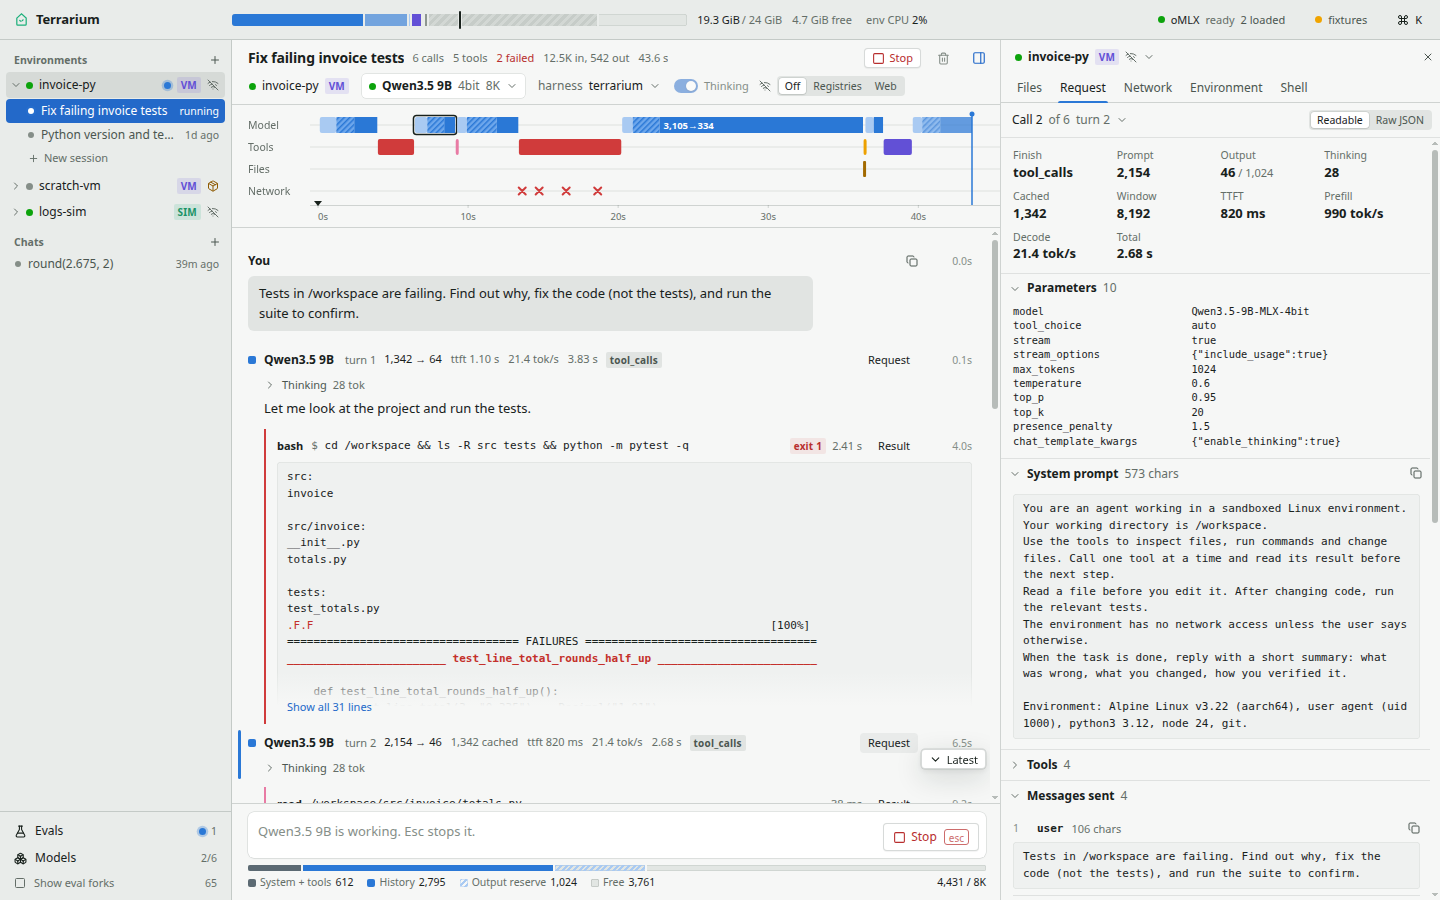 Terrarium
19.3 GiB / 24 GiB 4.7 GiB free env CPU 2%
oMLX ready 2 loaded
fixtures
⌘ K
Environments
invoice-py VM
Fix failing invoice tests running
Python version and te... 1d ago
New session
scratch-vm VM
logs-sim SIM
Chats
round(2.675, 2) 39m ago
Evals 1
Models 2/6
Show eval forks 65
Fix failing invoice tests 6 calls 5 tools 2 failed 12.5K in, 542 out 43.6 s
Stop
invoice-py VM Qwen3.5 9B 4bit 8K harness terrarium Thinking Off Registries Web
Model 3,105→334
Tools
Files
Network
0s 10s 20s 30s 40s
You 0.0s
Tests in /workspace are failing. Find out why, fix the code (not the tests), and run the
suite to confirm.
Qwen3.5 9B turn 1 1,342 → 64 ttft 1.10 s 21.4 tok/s 3.83 s tool_calls Request 0.1s
Thinking 28 tok
Let me look at the project and run the tests.
bash $ cd /workspace && ls -R src tests && python -m pytest -q exit 1 2.41 s Result 4.0s
src:
invoice
src/invoice:
__init__.py
totals.py
tests:
test_totals.py
.F.F [100%]
=================================== FAILURES ===================================
________________________ test_line_total_rounds_half_up ________________________
def test_line_total_rounds_half_up():
Show all 31 lines
Qwen3.5 9B turn 2 2,154 → 46 1,342 cached ttft 820 ms 21.4 tok/s 2.68 s tool_calls Request 6.5s
Thinking 28 tok
Latest
read /workspace/src/invoice/totals.py Result
Qwen3.5 9B is working. Esc stops it.
Stop esc
System + tools 612 History 2,795 Output reserve 1,024 Free 3,761 4,431 / 8K
invoice-py VM
Files Request Network Environment Shell
Call 2 of 6 turn 2 Readable Raw JSON
Finish Prompt Output Thinking
tool_calls 2,154 46 / 1,024 28
Cached Window TTFT Prefill
1,342 8,192 820 ms 990 tok/s
Decode Total
21.4 tok/s 2.68 s
Parameters 10
model Qwen3.5-9B-MLX-4bit
tool_choice auto
stream true
stream_options {"include_usage":true}
max_tokens 1024
temperature 0.6
top_p 0.95
top_k 20
presence_penalty 1.5
chat_template_kwargs {"enable_thinking":true}
System prompt 573 chars
You are an agent working in a sandboxed Linux environment.
Your working directory is /workspace.
Use the tools to inspect files, run commands and change
files. Call one tool at a time and read its result before
the next step.
Read a file before you edit it. After changing code, run
the relevant tests.
The environment has no network access unless the user says
otherwise.
When the task is done, reply with a short summary: what
was wrong, what you changed, how you verified it.
Environment: Alpine Linux v3.22 (aarch64), user agent (uid
1000), python3 3.12, node 24, git.
Tools 4
Messages sent 4
1 user 106 chars
Tests in /workspace are failing. Find out why, fix the
code (not the tests), and run the suite to confirm.